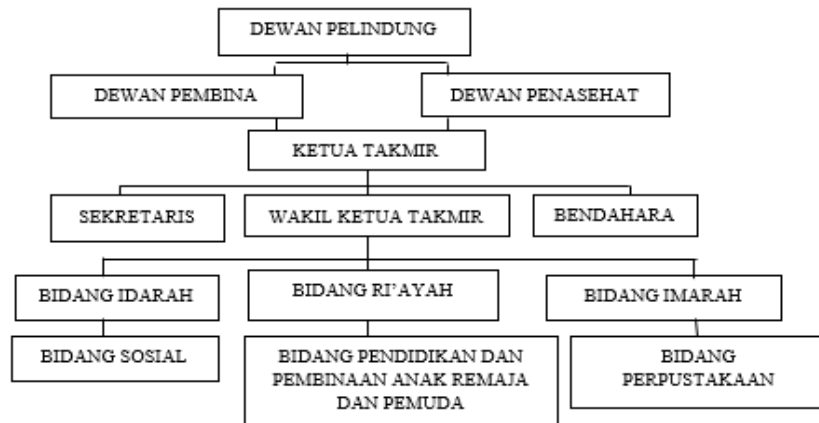 DEWAN PELINDUNG
DEWAN PEMBINA
DEWAN PENASEHAT
KETUA TAKMIR
SEKRETARIS
WAKIL KETUA TAKMIR
BENDAHARA
BIDANG IDARAH
BIDANG RI'AYAH
BIDANG IMARAH
BIDANG SOSIAL
BIDANG PENDIDIKAN DAN
PEMBINAAN ANAK REMAJA
DAN PEMUDA
BIDANG
PERPUSTAKAAN